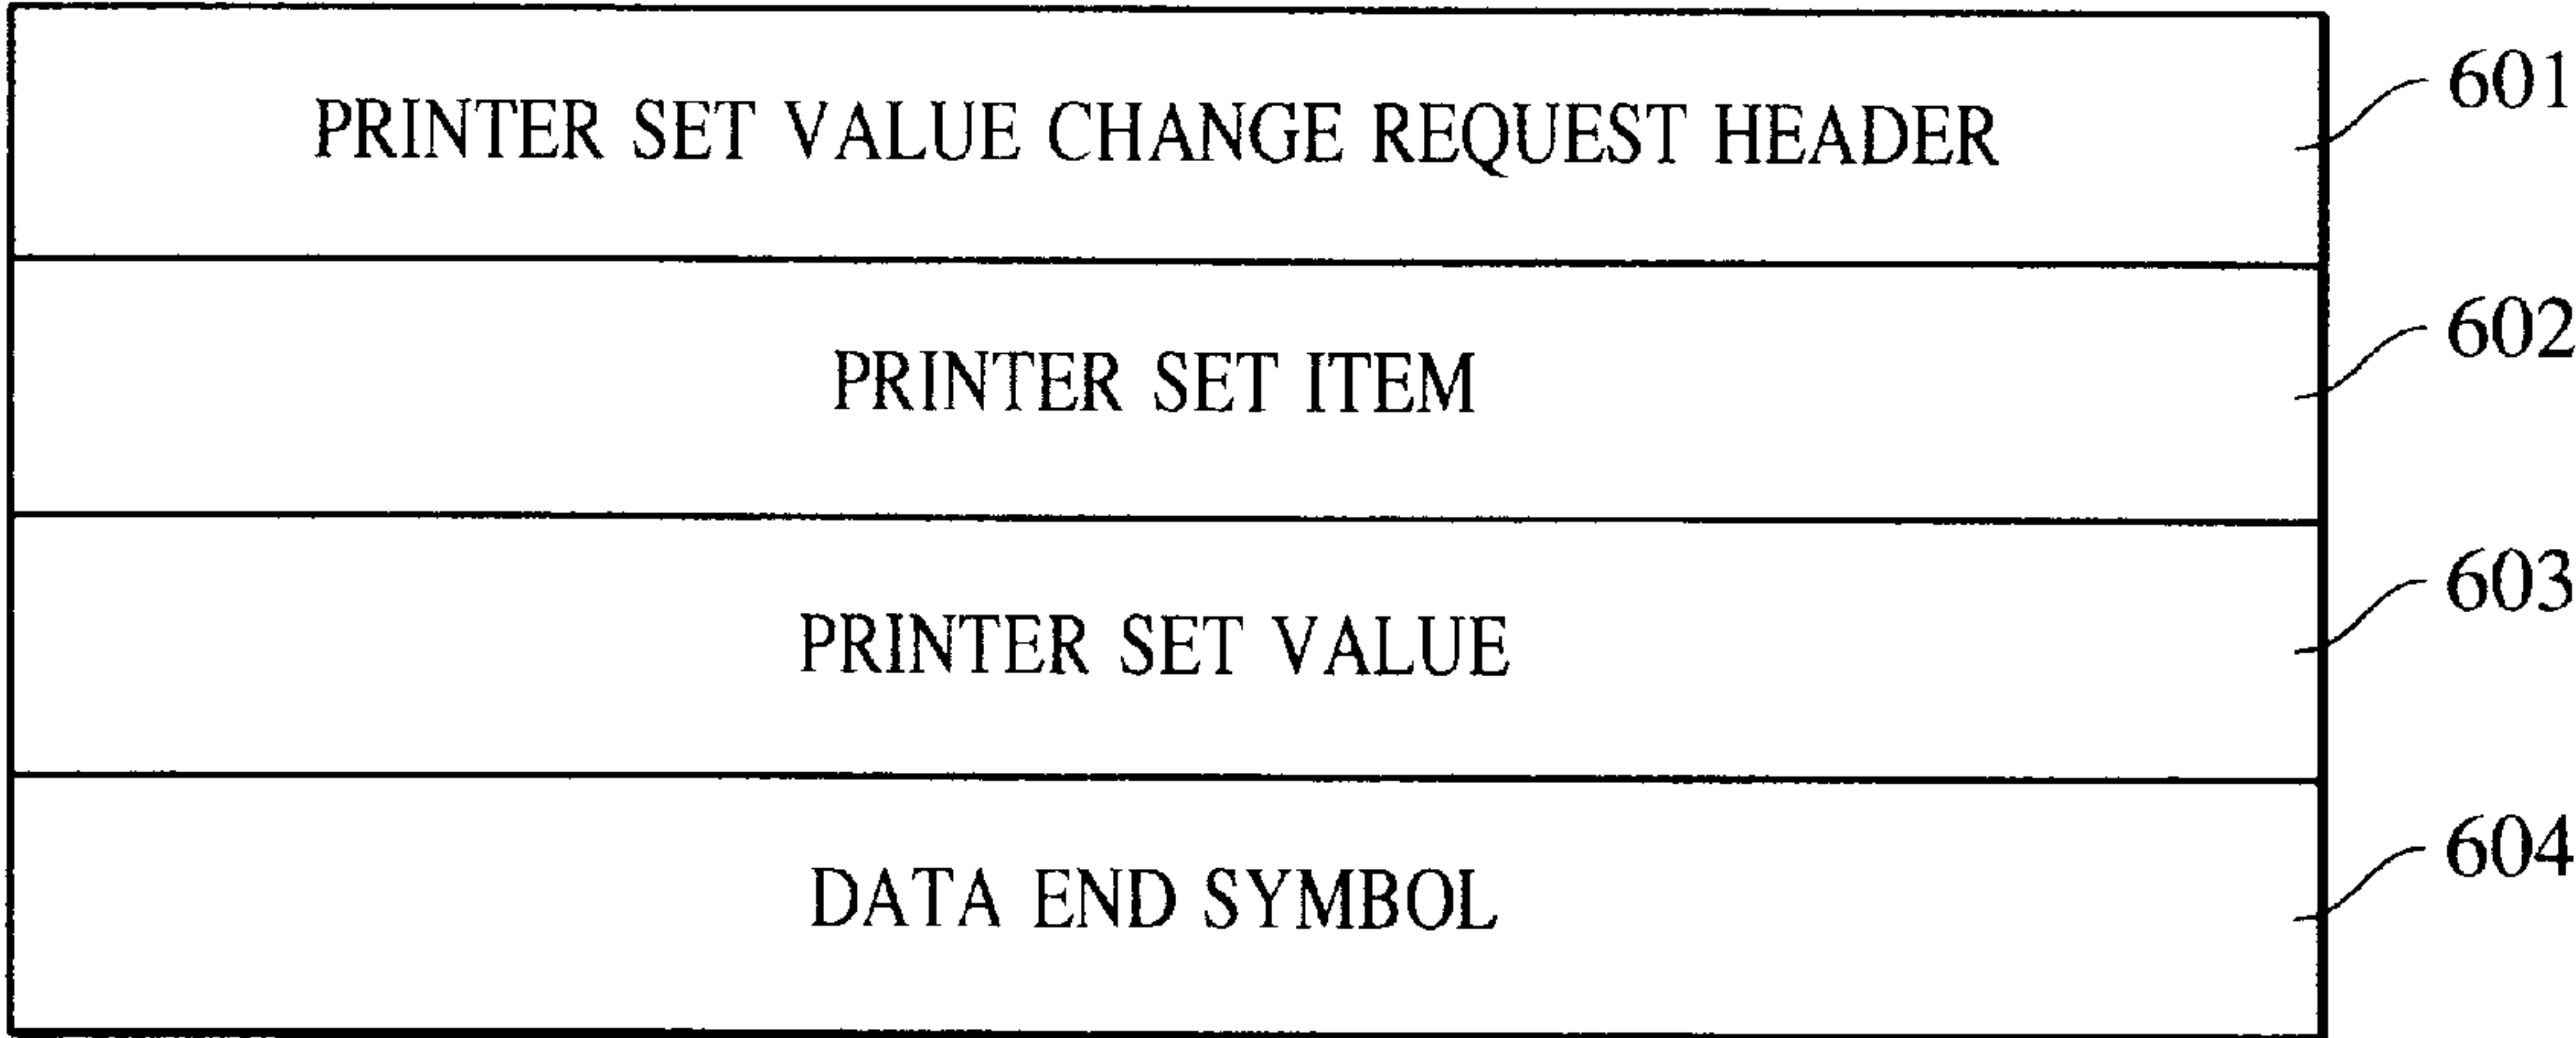 PRINTER SET VALUE CHANGE REQUEST HEADER 601
PRINTER SET ITEM 602
PRINTER SET VALUE 603
DATA END SYMBOL 604